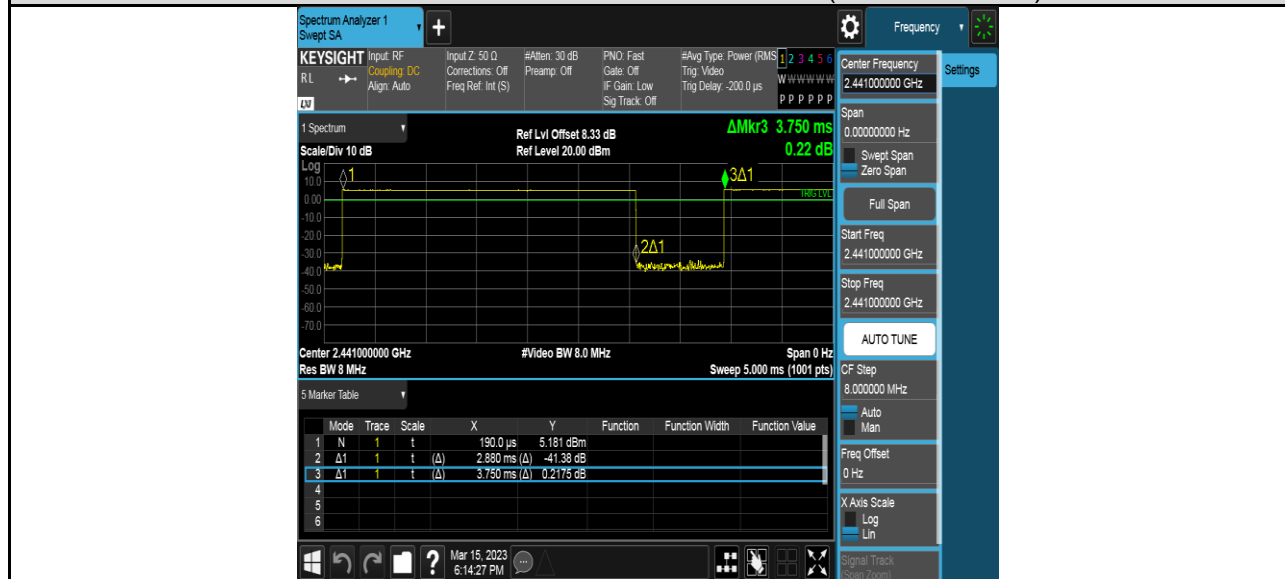 Spectrum Analyzer 1
Swept SA
+
Frequency
KEYSIGHT
RL
LXI
Input: RF
Coupling: DC
Align: Auto
Input Z: 50 Ω
Corrections: Off
Freq Ref: Int (S)
#Atten: 30 dB
Preamp: Off
PNO: Fast
Gate: Off
IF Gain: Low
Sig Track: Off
#Avg Type: Power (RMS
Trig: Video
Trig Delay: -200.0 µs
1 2 3 4 5 6
W W W W W W
P P P P P P
Center Frequency
2.441000000 GHz
Settings
Span
0.00000000 Hz
Swept Span
Zero Span
Full Span
Start Freq
2.441000000 GHz
Stop Freq
2.441000000 GHz
AUTO TUNE
CF Step
8.000000 MHz
Auto
Man
Freq Offset
0 Hz
X Axis Scale
Log
Lin
Signal Track
(Span Zoom)
1 Spectrum
Scale/Div 10 dB
Ref Lvl Offset 8.33 dB
Ref Level 20.00 dBm
ΔMkr3 3.750 ms
0.22 dB
Log
10.0
0.00
-10.0
-20.0
-30.0
-40.0
-50.0
-60.0
-70.0
1
2Δ1
3Δ1
TRIG LVL
Center 2.441000000 GHz
#Video BW 8.0 MHz
Span 0 Hz
Res BW 8 MHz
Sweep 5.000 ms (1001 pts)
5 Marker Table
Mode Trace Scale X Y Function Function Width Function Value
1 N 1 t 190.0 µs 5.181 dBm
2 Δ1 1 t (Δ) 2.880 ms (Δ) -41.38 dB
3 Δ1 1 t (Δ) 3.750 ms (Δ) 0.2175 dB
4
5
6
?
Mar 15, 2023
6:14:27 PM